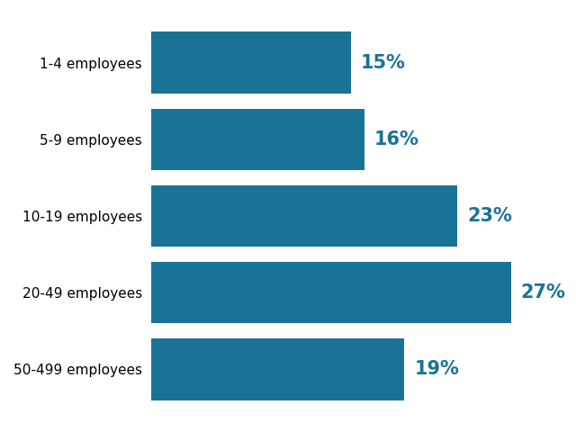 1-4 employees 15%
5-9 employees 16%
10-19 employees 23%
20-49 employees 27%
50-499 employees 19%